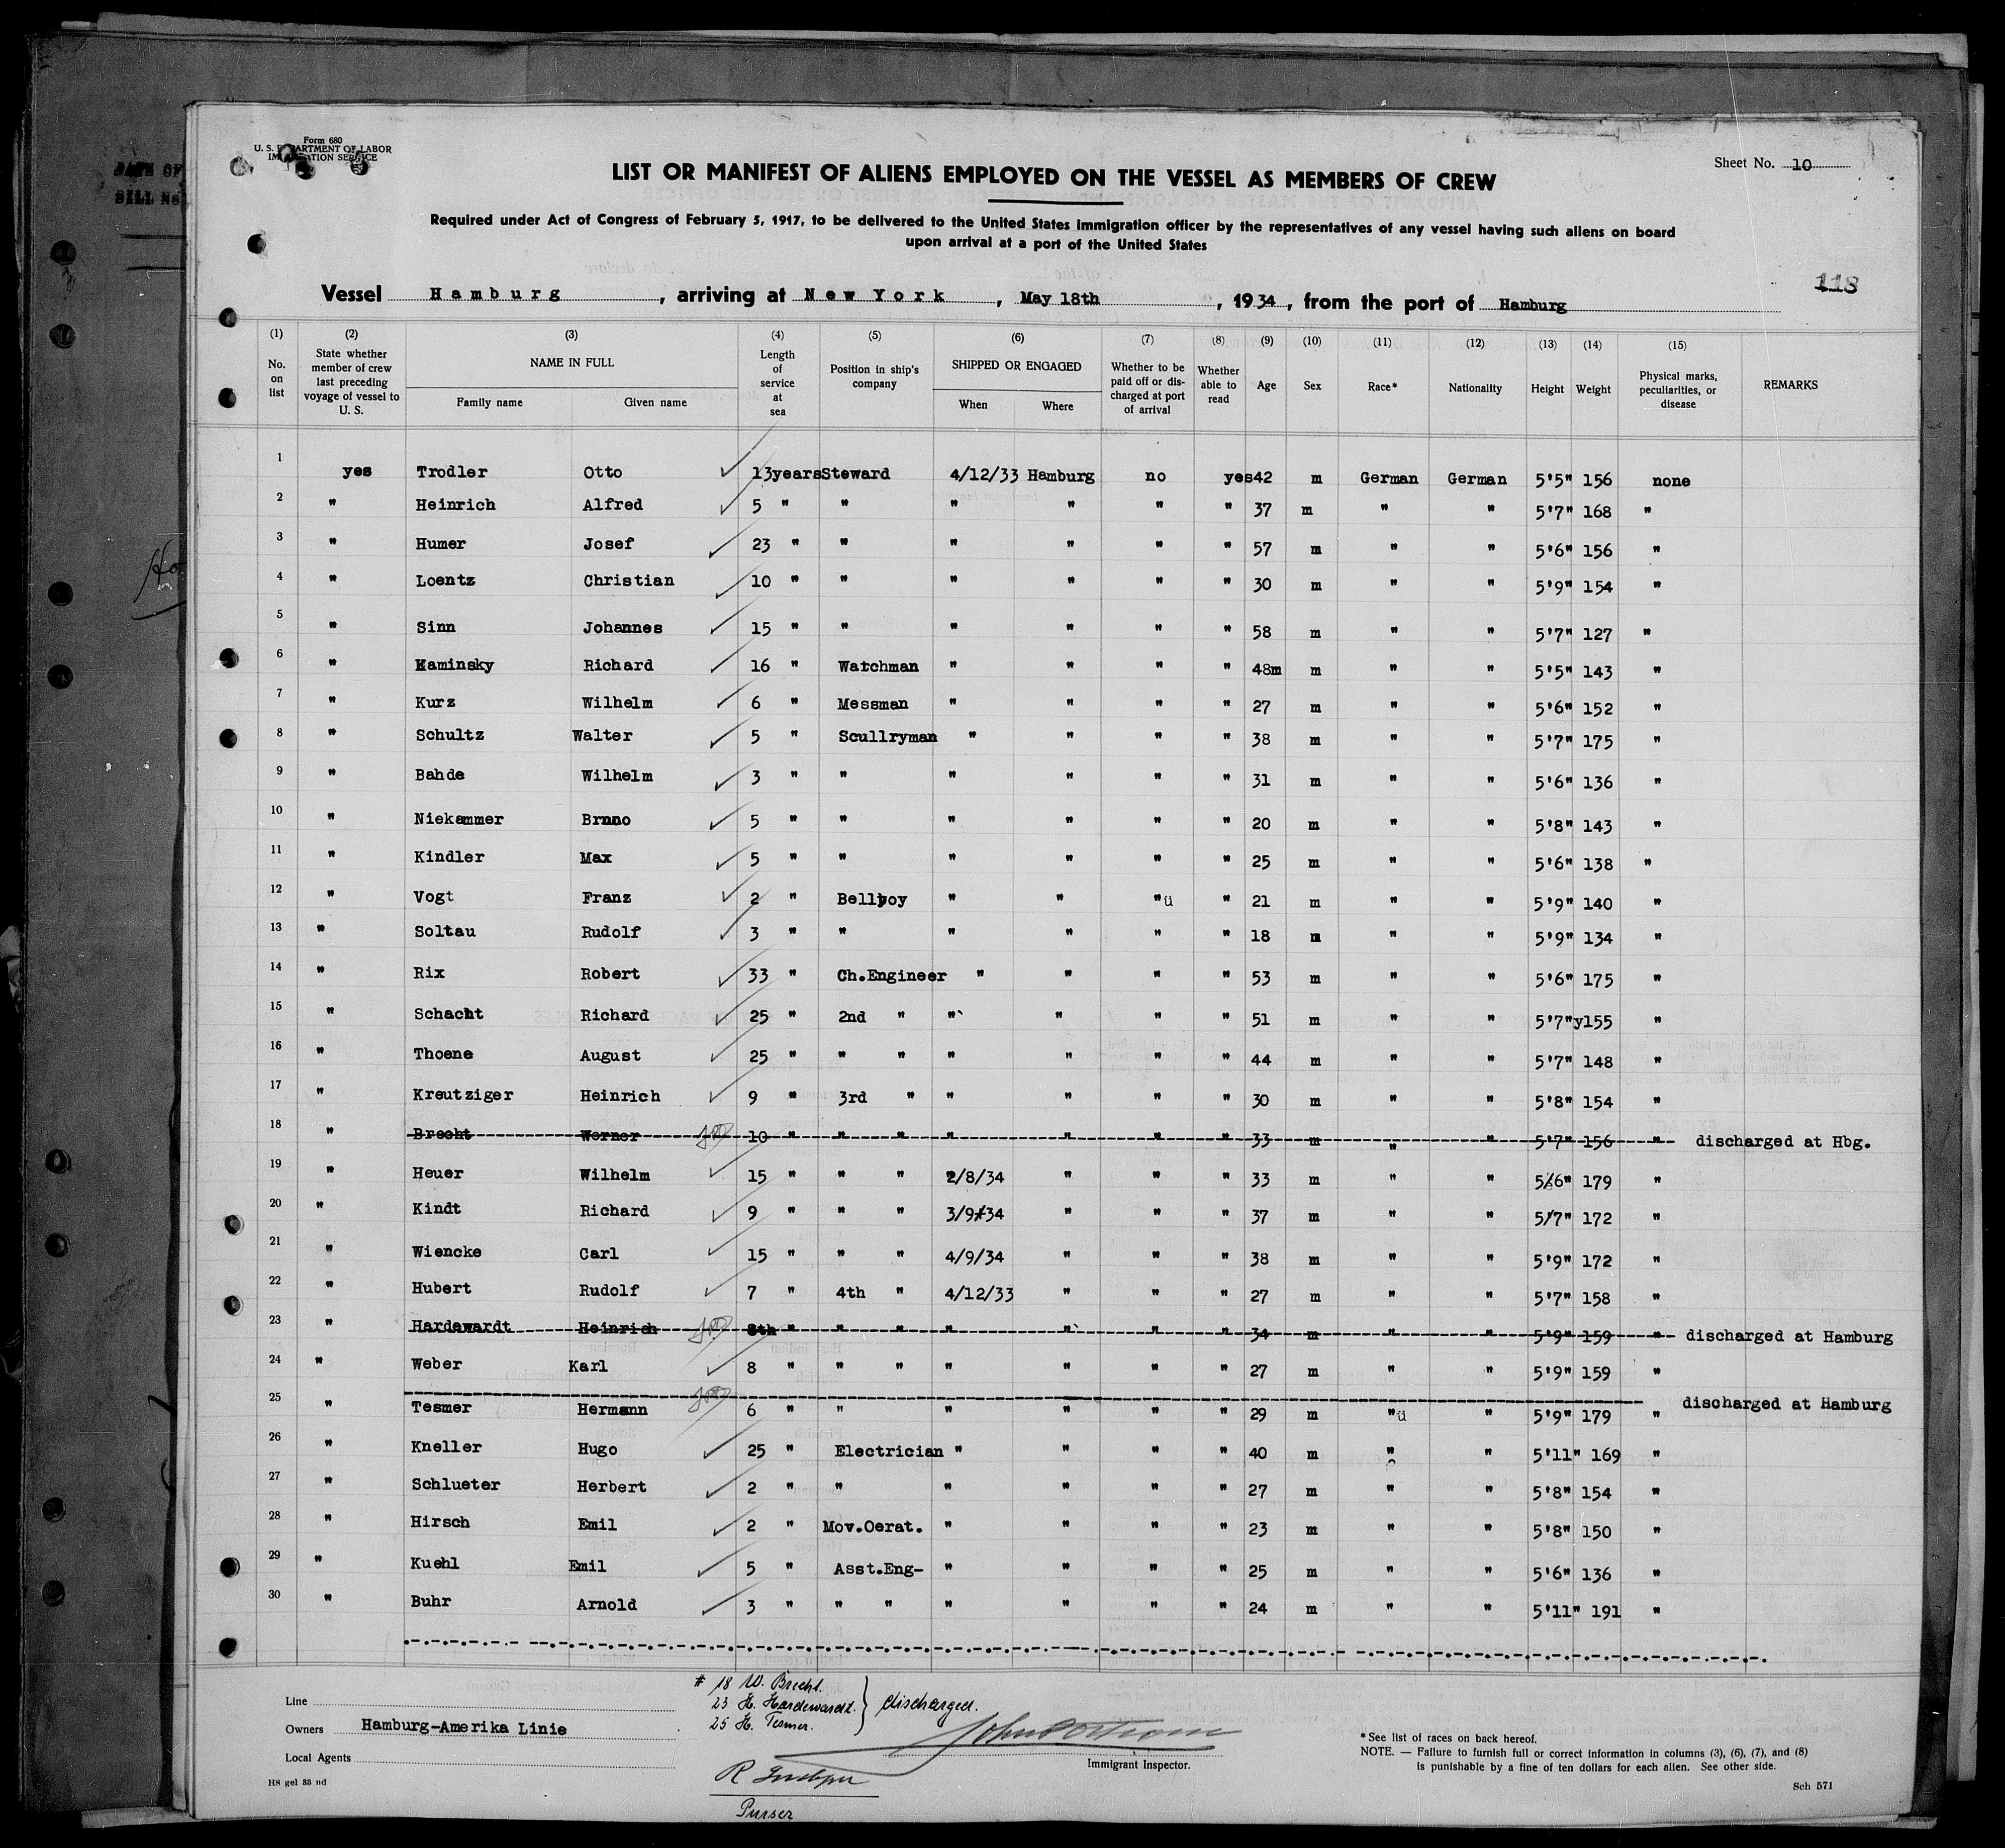 Form 680
U. S. DEPARTMENT OF LABOR
IMMIGRATION SERVICE
Sheet No. 10
LIST OR MANIFEST OF ALIENS EMPLOYED ON THE VESSEL AS MEMBERS OF CREW
Required under Act of Congress of February 5, 1917, to be delivered to the United States immigration officer by the representatives of any vessel having such aliens on board
upon arrival at a port of the United States
118
Vessel Hamburg, arriving at New York, May 18th, 1934, from the port of Hamburg
(1) No. on list (2) State whether member of crew last preceding voyage of vessel to U. S. (3) NAME IN FULL Family name Given name (4) Length of service at sea (5) Position in ship's company (6) SHIPPED OR ENGAGED When Where (7) Whether to be paid off or discharged at port of arrival (8) Whether able to read (9) Age (10) Sex (11) Race* (12) Nationality (13) Height (14) Weight (15) Physical marks, peculiarities, or disease REMARKS
1 yes Trodler Otto 13years Steward 4/12/33 Hamburg no yes 42 m German German 5'5" 156 none
2 " Heinrich Alfred 5 " " " " " " 37 m " " 5'7" 168 "
3 " Humer Josef 23 " " " " " " 57 m " " 5'6" 156 "
4 " Loentz Christian 10 " " " " " " 30 m " " 5'9" 154 "
5 " Sinn Johannes 15 " " " " " " 58 m " " 5'7" 127 "
6 " Kaminsky Richard 16 " Watchman " " " " 48m m " " 5'5" 143 "
7 " Kurz Wilhelm 6 " Messman " " " " 27 m " " 5'6" 152 "
8 " Schultz Walter 5 " Scullryman " " " " 38 m " " 5'7" 175 "
9 " Bahde Wilhelm 3 " " " " " " 31 m " " 5'6" 136 "
10 " Niekammer Bruno 5 " " " " " " 20 m " " 5'8" 143 "
11 " Kindler Max 5 " " " " " " 25 m " " 5'6" 138 "
12 " Vogt Franz 2 " Bellboy " " "ü " 21 m " " 5'9" 140 "
13 " Soltau Rudolf 3 " " " " " " 18 m " " 5'9" 134 "
14 " Rix Robert 33 " Ch.Engineer " " " " 53 m " " 5'6" 175 "
15 " Schacht Richard 25 " 2nd " " " " " 51 m " " 5'7"y155 "
16 " Thoene August 25 " " " " " " " 44 m " " 5'7" 148 "
17 " Kreutziger Heinrich 9 " 3rd " " " " " 30 m " " 5'8" 154 "
18 " Brecht Werner 10 " " " " " " " 33 m " " 5'7" 156 " discharged at Hbg.
19 " Heuer Wilhelm 15 " " " 2/8/34 " " " 33 m " " 5/6" 179 "
20 " Kindt Richard 9 " " " 3/9/34 " " " 37 m " " 5/7" 172 "
21 " Wiencke Carl 15 " " " 4/9/34 " " " 38 m " " 5'9" 172 "
22 " Hubert Rudolf 7 " 4th " 4/12/33 " " " 27 m " " 5'7" 158 "
23 " Hardewardt Heinrich 8th " " " " " " " 34 m " " 5'9" 159 " discharged at Hamburg
24 " Weber Karl 8 " " " " " " " 27 m " " 5'9" 159 "
25 " Tesmer Hermann 6 " " " " " " 29 m "ü " 5'9" 179 " discharged at Hamburg
26 " Kneller Hugo 25 " Electrician " " " " 40 m " " 5'11" 169 "
27 " Schlueter Herbert 2 " " " " " " 27 m " " 5'8" 154 "
28 " Hirsch Emil 2 " Mov.Oerat. " " " " 23 m " " 5'8" 150 "
29 " Kuehl Emil 5 " Asst.Eng- " " " " 25 m " " 5'6" 136 "
30 " Buhr Arnold 3 " " " " " " " 24 m " " 5'11" 191 "
# 18 W. Brecht.
23 H. Hardewardt. } discharged.
25 H. Tesmer.
Line
Owners Hamburg-Amerika Linie
Local Agents
Immigrant Inspector.
Purser
*See list of races on back hereof.
NOTE. — Failure to furnish full or correct information in columns (3), (6), (7), and (8)
is punishable by a fine of ten dollars for each alien. See other side.
HS gel 33 nd
Sch 571